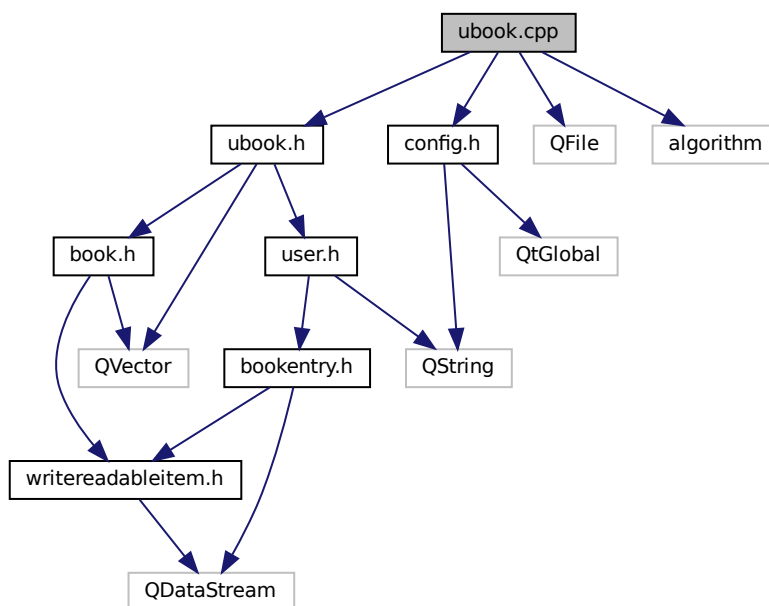 ubook.cpp
ubook.h
config.h
QFile
algorithm
book.h
user.h
QtGlobal
QVector
bookentry.h
QString
writereadableitem.h
QDataStream